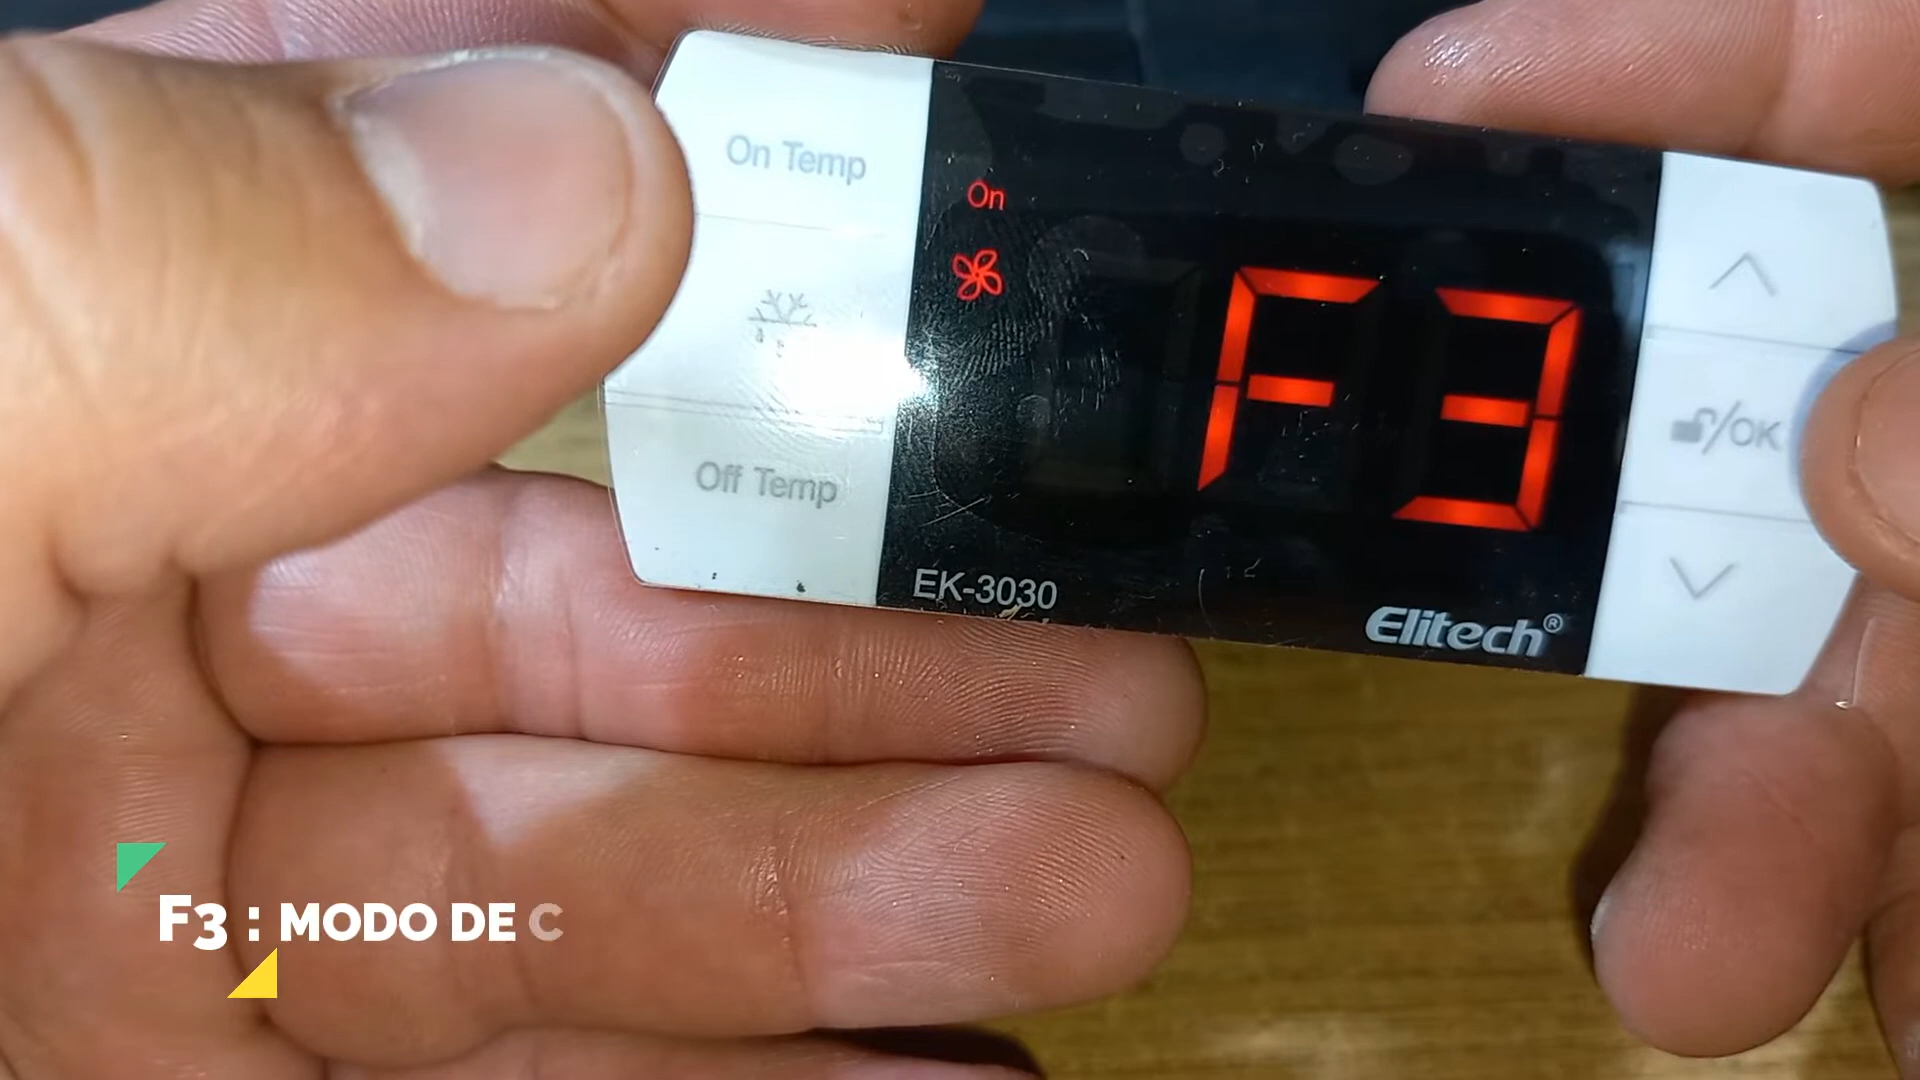 On Temp
On
F3
/OK
Off Temp
EK-3030
Elitech®
F3 : MODO DE C